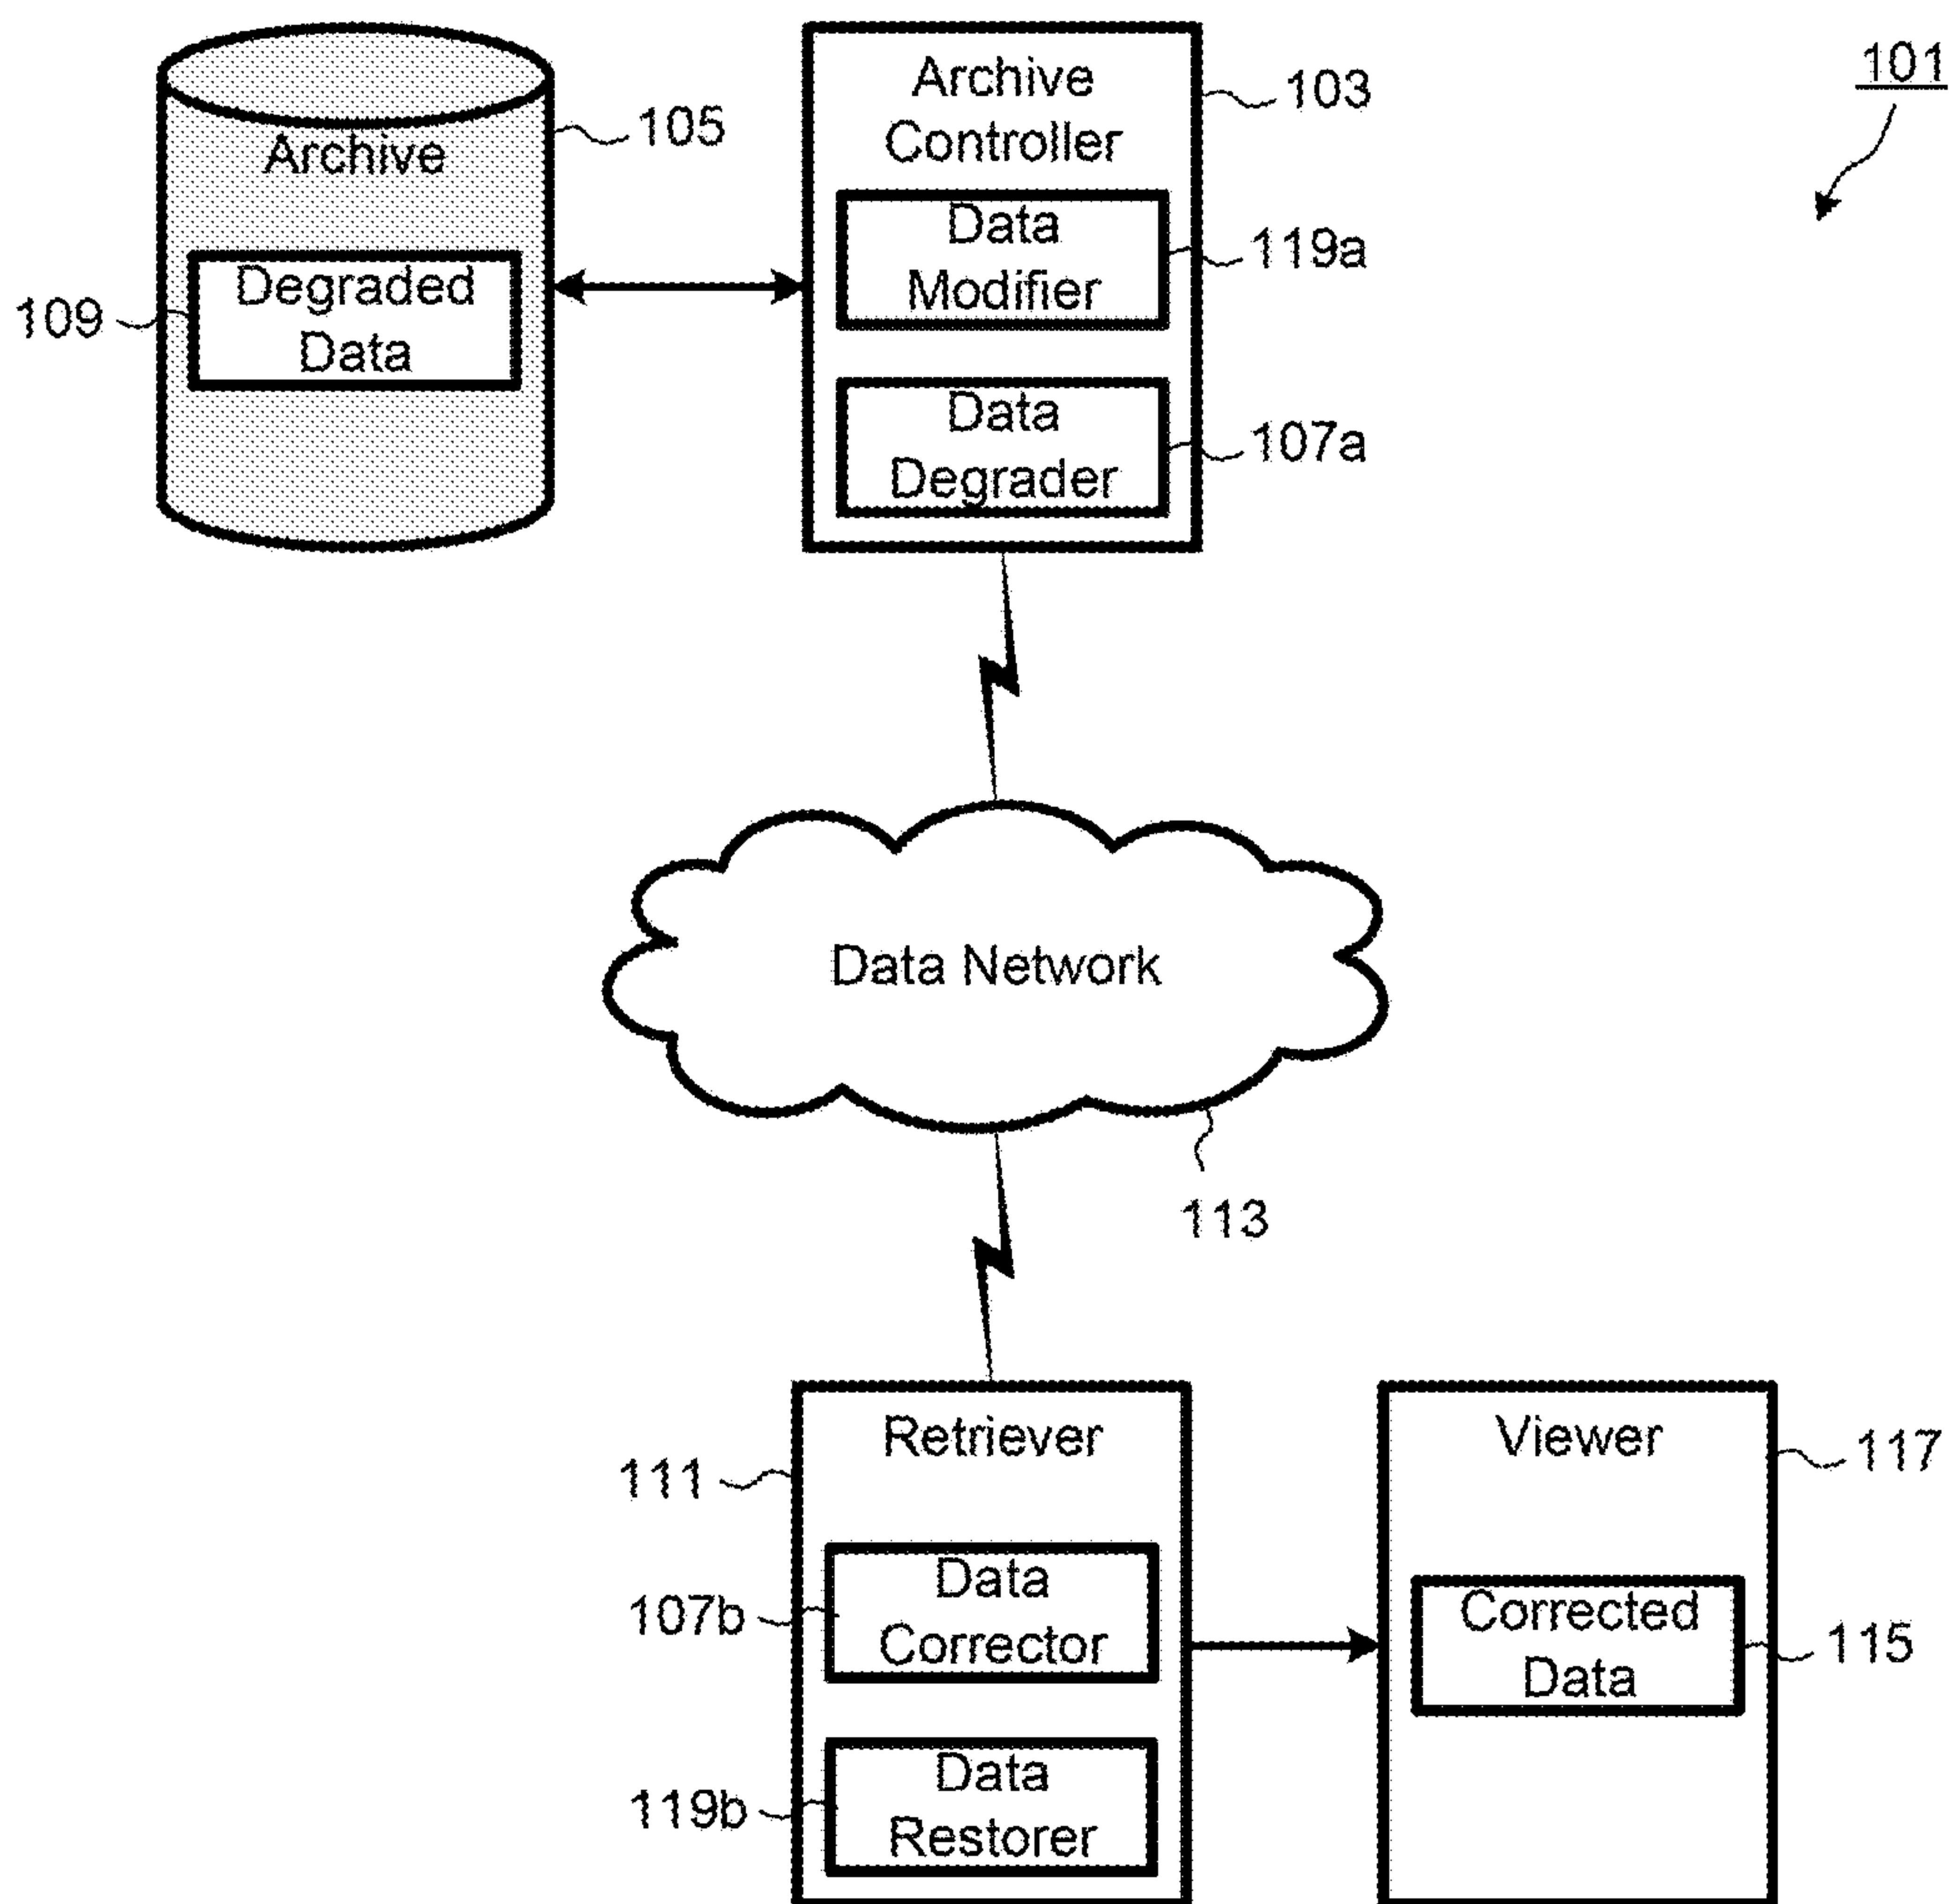 101
Archive
Controller
103
105
Archive
Data
Modifier
119a
109
Degraded
Data
Data
Degrader
107a
Data Network
113
Retriever
111
Viewer
117
Data
Corrector
107b
Corrected
Data
115
Data
Restorer
119b